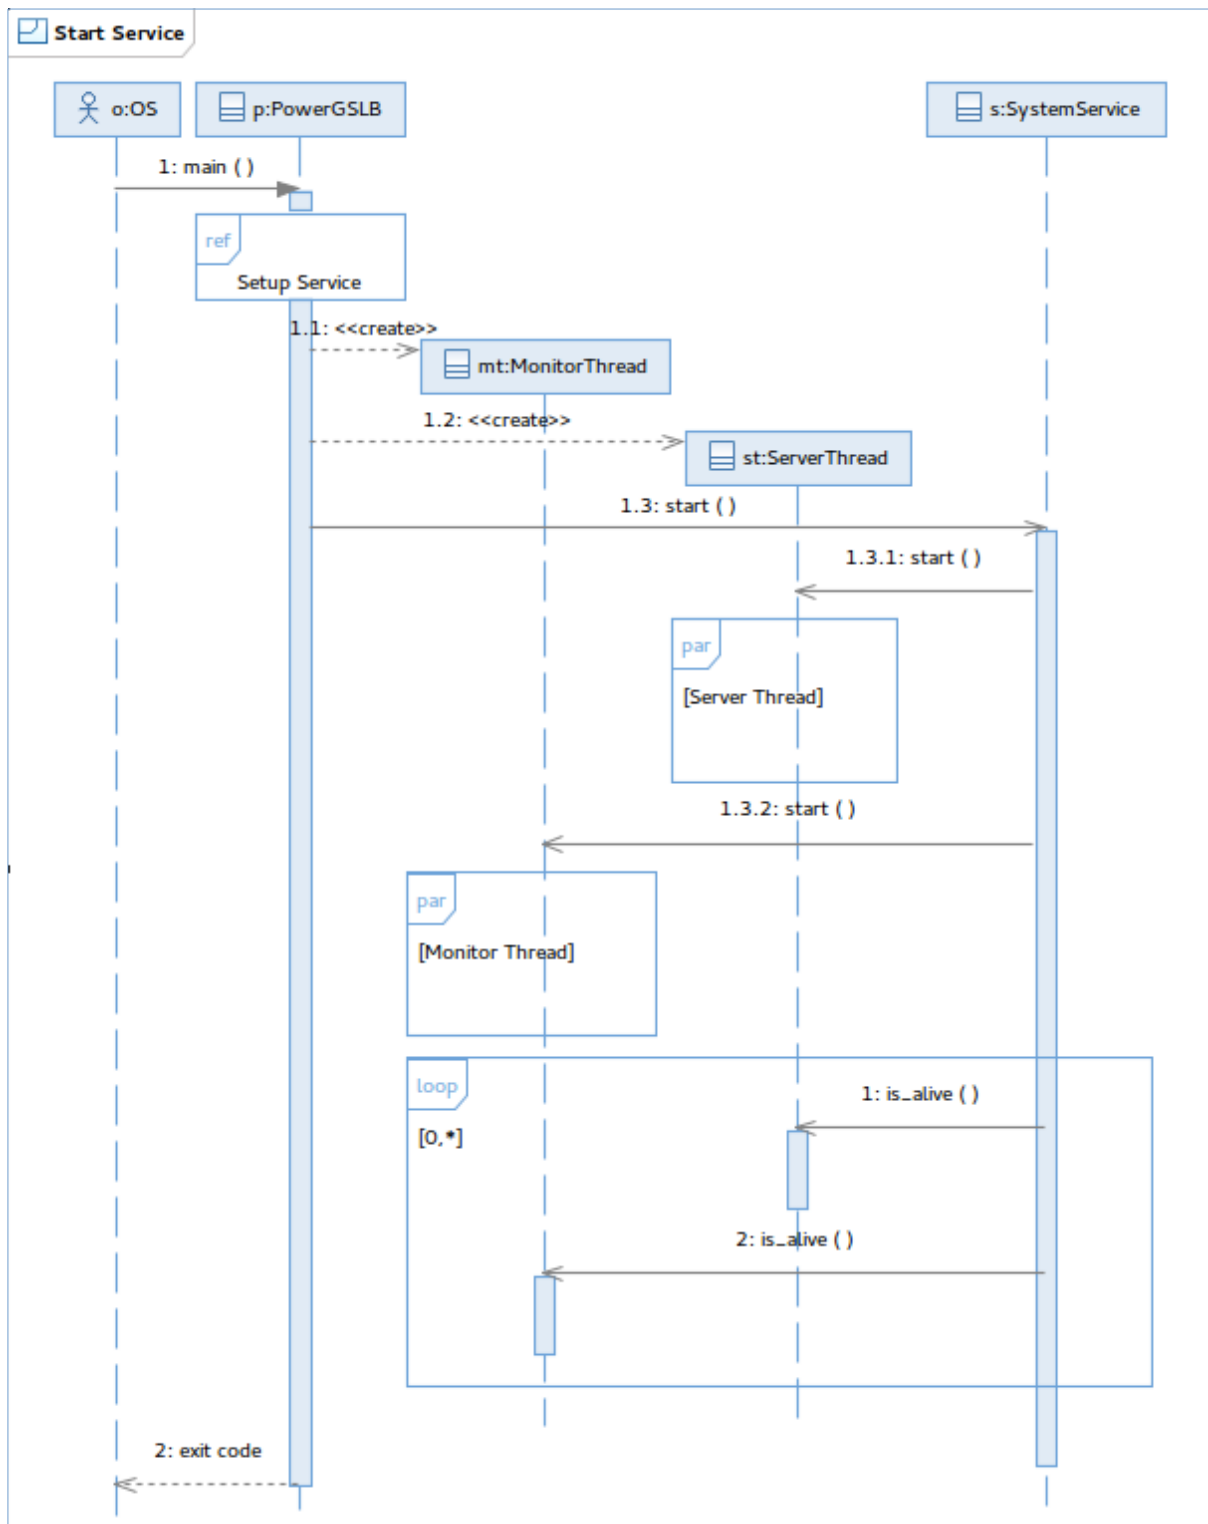 Start Service
o:OS
p:PowerGSLB
s:SystemService
1: main ( )
ref
Setup Service
1.1: <<create>>
mt:MonitorThread
1.2: <<create>>
st:ServerThread
1.3: start ( )
1.3.1: start ( )
par
[Server Thread]
1.3.2: start ( )
par
[Monitor Thread]
loop
1: is_alive ( )
[0,*]
2: is_alive ( )
2: exit code